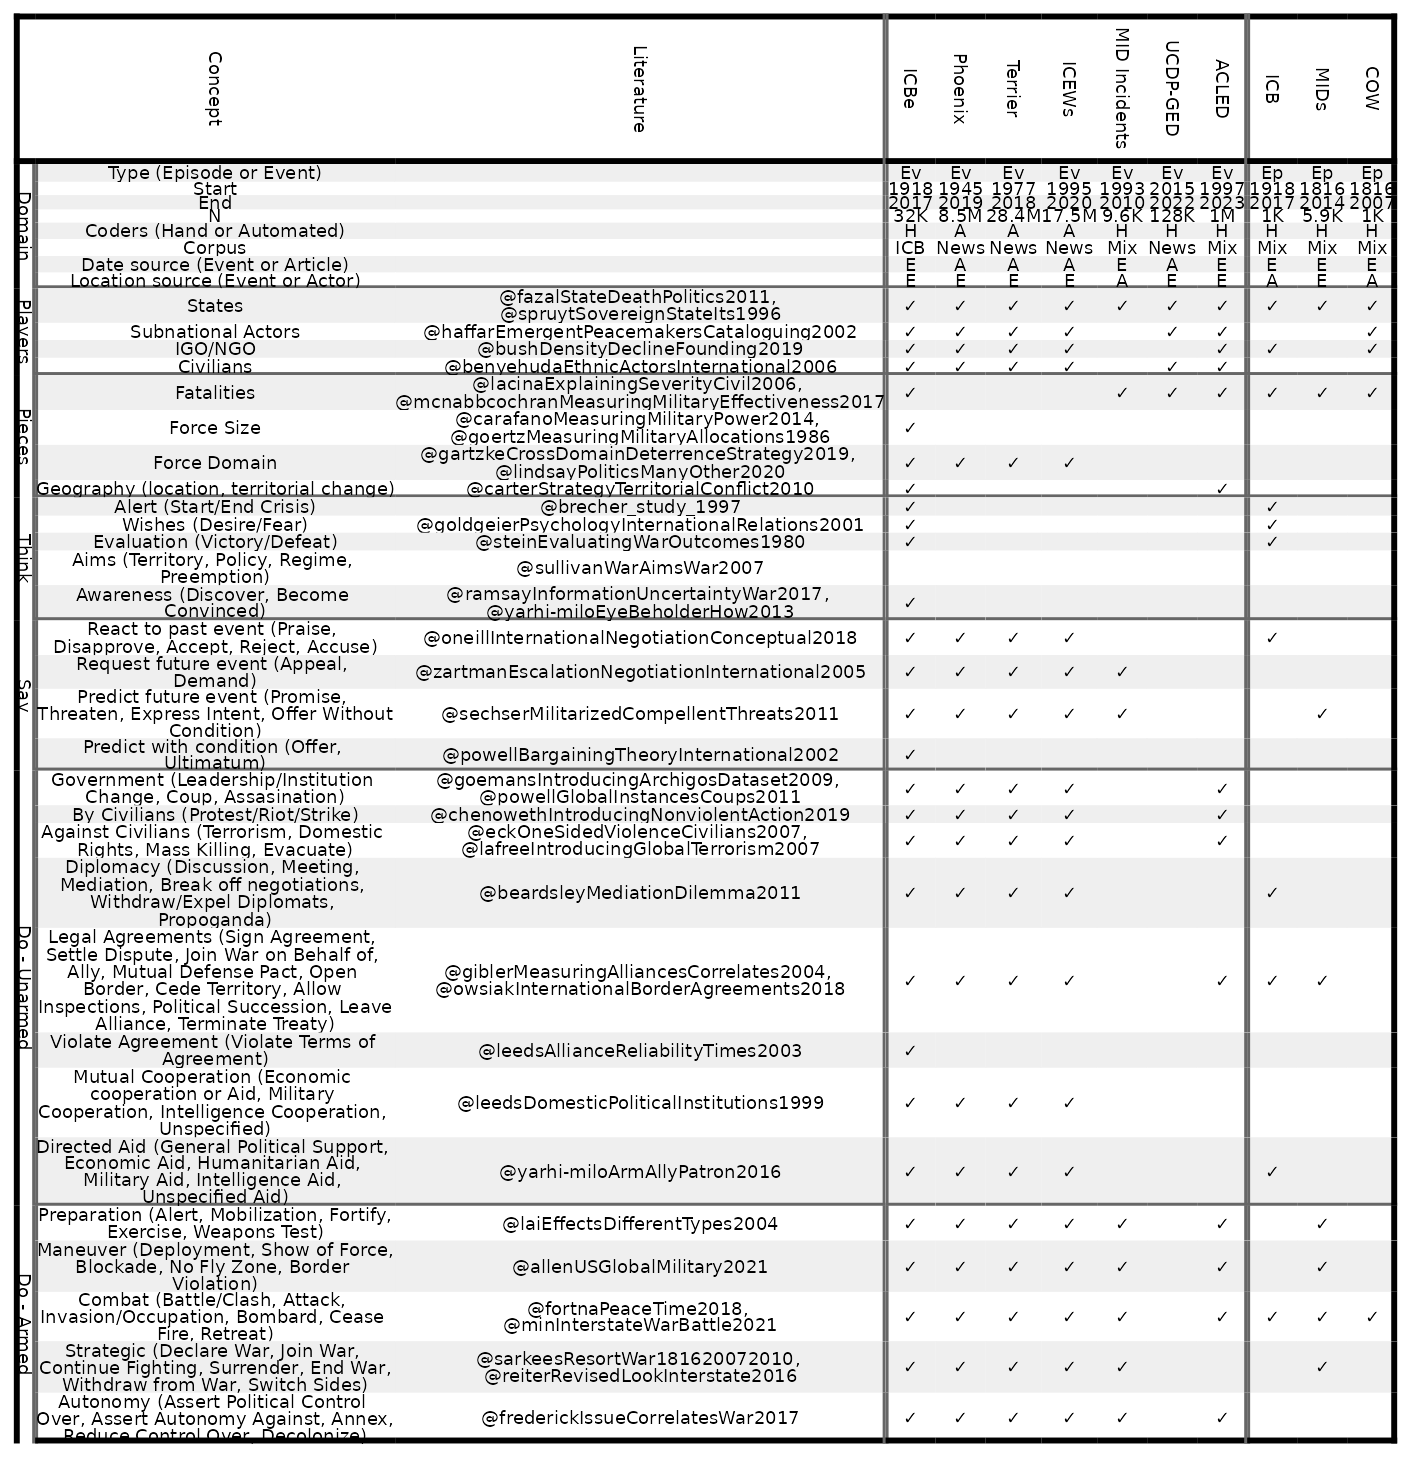 Concept Literature ICBe Phoenix Terrier ICEWs MID Incidents UCDP-GED ACLED ICB MIDs COW
Domain
Type (Episode or Event) Ev Ev Ev Ev Ev Ev Ev Ep Ep Ep
Start 1918 1945 1977 1995 1993 2015 1997 1918 1816 1816
End 2017 2019 2018 2020 2010 2022 2023 2017 2014 2007
N 32K 8.5M 28.4M 17.5M 9.6K 128K 1M 1K 5.9K 1K
Coders (Hand or Automated) H A A A H H H H H H
Corpus ICB News News News Mix News Mix Mix Mix Mix
Date source (Event or Article) E A A A E A E E E E
Location source (Event or Actor) E E E E A E E A E A
Players
States @fazalStateDeathPolitics2011, ✓ ✓ ✓ ✓ ✓ ✓ ✓ ✓ ✓ ✓
@spruytSovereignStateIts1996
Subnational Actors @haffarEmergentPeacemakersCataloguing2002 ✓ ✓ ✓ ✓ ✓ ✓ ✓
IGO/NGO @bushDensityDeclineFounding2019 ✓ ✓ ✓ ✓ ✓ ✓ ✓
Civilians @benyehudaEthnicActorsInternational2006 ✓ ✓ ✓ ✓ ✓ ✓
Pieces
Fatalities @lacinaExplainingSeverityCivil2006, ✓ ✓ ✓ ✓ ✓ ✓ ✓
@mcnabbcochranMeasuringMilitaryEffectiveness2017
Force Size @carafanoMeasuringMilitaryPower2014, ✓
@goertzMeasuringMilitaryAllocations1986
Force Domain @gartzkeCrossDomainDeterrenceStrategy2019, ✓ ✓ ✓ ✓
@lindsayPoliticsManyOther2020
Geography (location, territorial change) @carterStrategyTerritorialConflict2010 ✓ ✓
Think
Alert (Start/End Crisis) @brecher_study_1997 ✓ ✓
Wishes (Desire/Fear) @goldgeierPsychologyInternationalRelations2001 ✓ ✓
Evaluation (Victory/Defeat) @steinEvaluatingWarOutcomes1980 ✓ ✓
Aims (Territory, Policy, Regime,
Preemption) @sullivanWarAimsWar2007
Awareness (Discover, Become @ramsayInformationUncertaintyWar2017, ✓
Convinced) @yarhi-miloEyeBeholderHow2013
Say
React to past event (Praise,
Disapprove, Accept, Reject, Accuse) @oneillInternationalNegotiationConceptual2018 ✓ ✓ ✓ ✓ ✓
Request future event (Appeal,
Demand) @zartmanEscalationNegotiationInternational2005 ✓ ✓ ✓ ✓ ✓
Predict future event (Promise,
Threaten, Express Intent, Offer Without @sechserMilitarizedCompellentThreats2011 ✓ ✓ ✓ ✓ ✓ ✓
Condition)
Predict with condition (Offer,
Ultimatum) @powellBargainingTheoryInternational2002 ✓
Do - Unarmed
Government (Leadership/Institution @goemansIntroducingArchigosDataset2009, ✓ ✓ ✓ ✓ ✓
Change, Coup, Assasination) @powellGlobalInstancesCoups2011
By Civilians (Protest/Riot/Strike) @chenowethIntroducingNonviolentAction2019 ✓ ✓ ✓ ✓ ✓
Against Civilians (Terrorism, Domestic @eckOneSidedViolenceCivilians2007, ✓ ✓ ✓ ✓ ✓
Rights, Mass Killing, Evacuate) @lafreeIntroducingGlobalTerrorism2007
Diplomacy (Discussion, Meeting,
Mediation, Break off negotiations, @beardsleyMediationDilemma2011 ✓ ✓ ✓ ✓ ✓
Withdraw/Expel Diplomats,
Propoganda)
Legal Agreements (Sign Agreement,
Settle Dispute, Join War on Behalf of,
Ally, Mutual Defense Pact, Open @giblerMeasuringAlliancesCorrelates2004, ✓ ✓ ✓ ✓ ✓ ✓ ✓
Border, Cede Territory, Allow @owsiakInternationalBorderAgreements2018
Inspections, Political Succession, Leave
Alliance, Terminate Treaty)
Violate Agreement (Violate Terms of
Agreement) @leedsAllianceReliabilityTimes2003 ✓
Mutual Cooperation (Economic
cooperation or Aid, Military @leedsDomesticPoliticalInstitutions1999 ✓ ✓ ✓ ✓
Cooperation, Intelligence Cooperation,
Unspecified)
Directed Aid (General Political Support,
Economic Aid, Humanitarian Aid, @yarhi-miloArmAllyPatron2016 ✓ ✓ ✓ ✓ ✓
Military Aid, Intelligence Aid,
Unspecified Aid)
Do - Armed
Preparation (Alert, Mobilization, Fortify,
Exercise, Weapons Test) @laiEffectsDifferentTypes2004 ✓ ✓ ✓ ✓ ✓ ✓ ✓
Maneuver (Deployment, Show of Force,
Blockade, No Fly Zone, Border @allenUSGlobalMilitary2021 ✓ ✓ ✓ ✓ ✓ ✓ ✓
Violation)
Combat (Battle/Clash, Attack, @fortnaPeaceTime2018,
Invasion/Occupation, Bombard, Cease @minInterstateWarBattle2021 ✓ ✓ ✓ ✓ ✓ ✓ ✓ ✓ ✓
Fire, Retreat)
Strategic (Declare War, Join War, @sarkeesResortWar181620072010,
Continue Fighting, Surrender, End War, @reiterRevisedLookInterstate2016 ✓ ✓ ✓ ✓ ✓ ✓
Withdraw from War, Switch Sides)
Autonomy (Assert Political Control
Over, Assert Autonomy Against, Annex, @frederickIssueCorrelatesWar2017 ✓ ✓ ✓ ✓ ✓ ✓
Reduce Control Over, Decolonize)